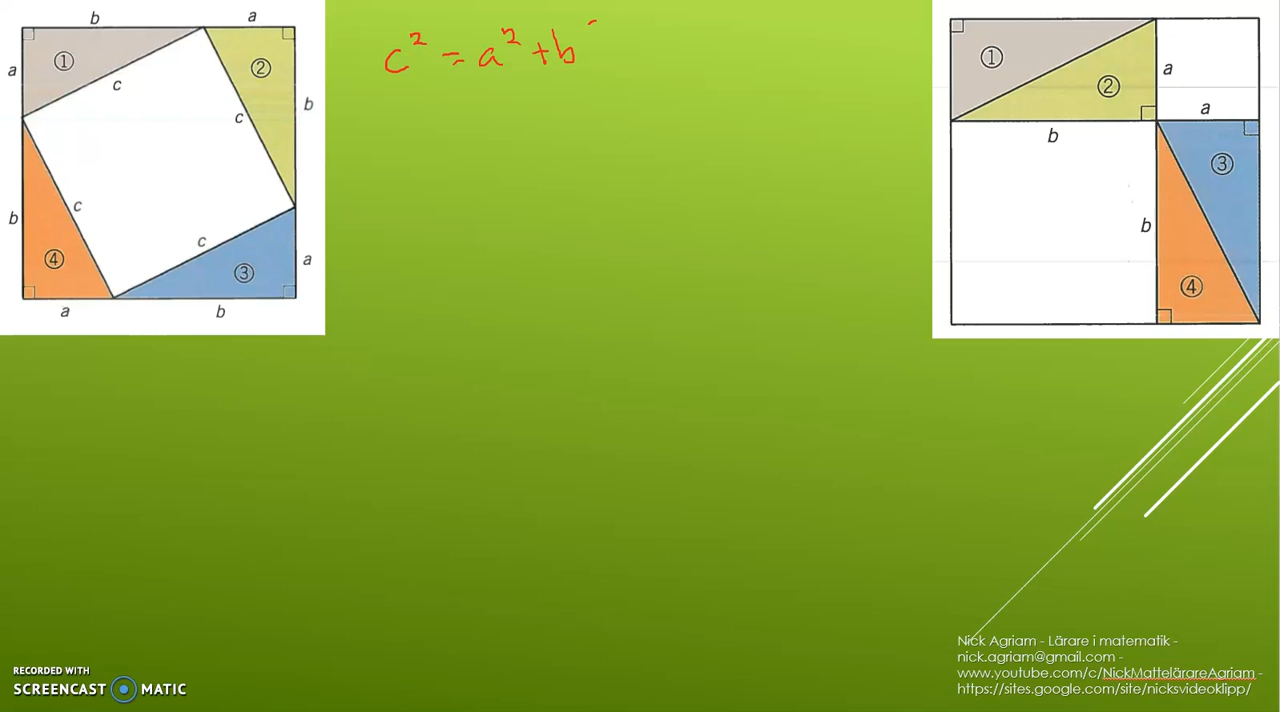 b a
① ②
a c b
c
c
b c a
④ ③
a b
c² = a² + b
①
② a
a
b
③
b
④
Nick Agriam - Lärare i matematik -
nick.agriam@gmail.com -
www.youtube.com/c/NickMattelärareAgriam -
https://sites.google.com/site/nicksvideoklipp/
RECORDED WITH
SCREENCAST MATIC